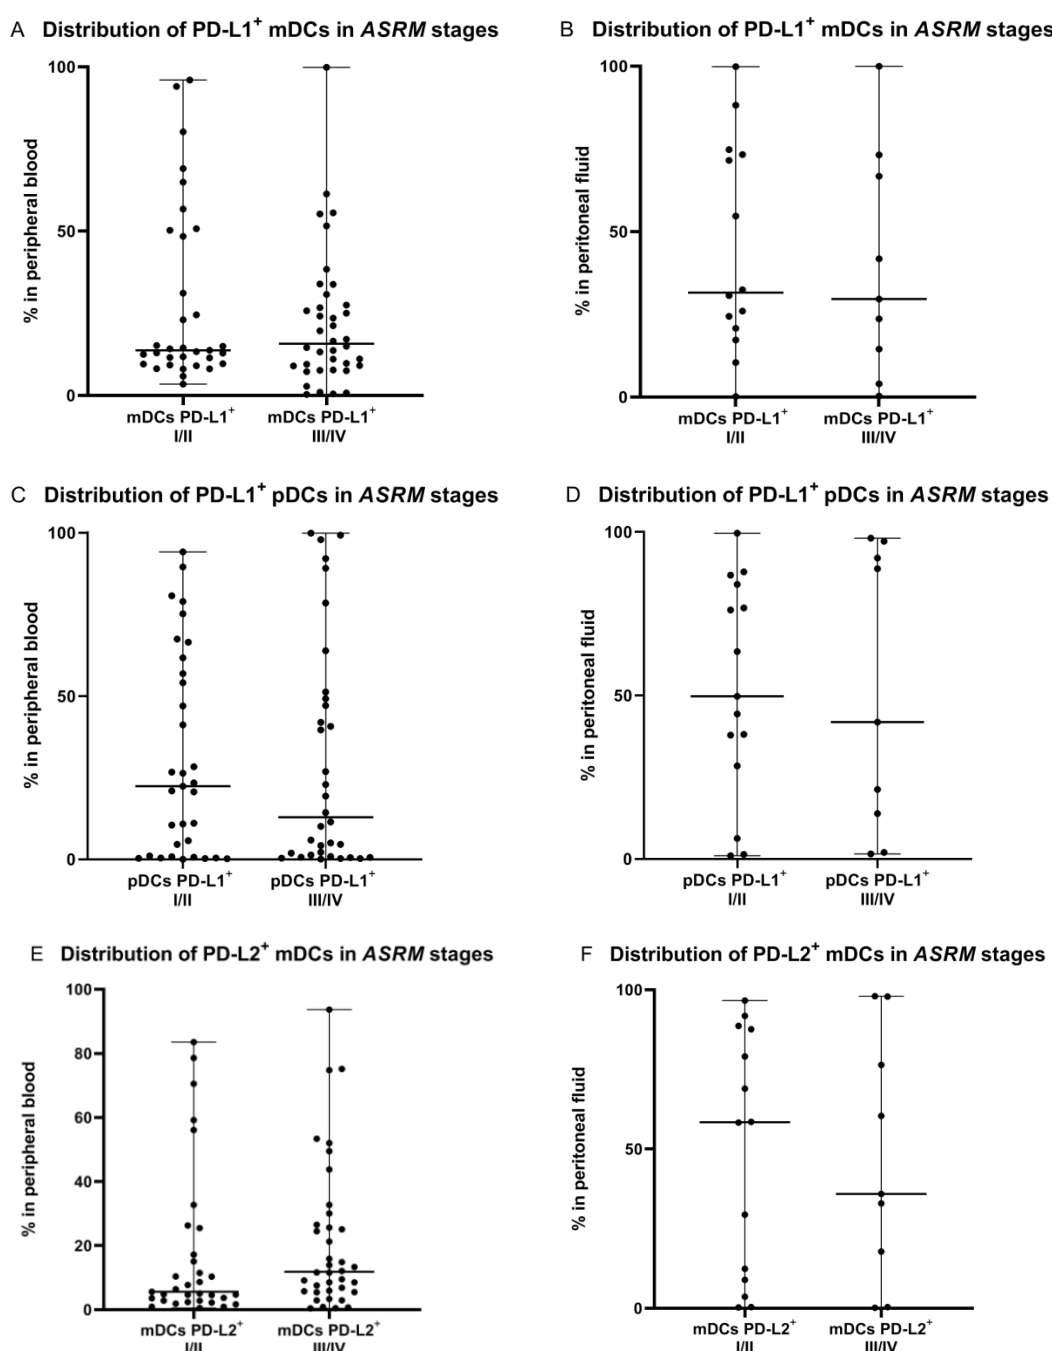 A Distribution of PD-L1⁺ mDCs in ASRM stages
% in peripheral blood
100
50
0
mDCs PD-L1⁺
I/II
mDCs PD-L1⁺
III/IV
B Distribution of PD-L1⁺ mDCs in ASRM stages
% in peritoneal fluid
100
50
0
mDCs PD-L1⁺
I/II
mDCs PD-L1⁺
III/IV
C Distribution of PD-L1⁺ pDCs in ASRM stages
% in peripheral blood
100
50
0
pDCs PD-L1⁺
I/II
pDCs PD-L1⁺
III/IV
D Distribution of PD-L1⁺ pDCs in ASRM stages
% in peritoneal fluid
100
50
0
pDCs PD-L1⁺
I/II
pDCs PD-L1⁺
III/IV
E Distribution of PD-L2⁺ mDCs in ASRM stages
% in peripheral blood
100
80
60
40
20
0
mDCs PD-L2⁺
I/II
mDCs PD-L2⁺
III/IV
F Distribution of PD-L2⁺ mDCs in ASRM stages
% in peritoneal fluid
100
50
0
mDCs PD-L2⁺
I/II
mDCs PD-L2⁺
III/IV